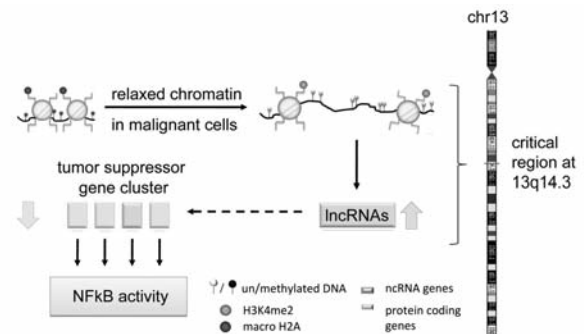 chr13
relaxed chromatin
in malignant cells
critical
region at
13q14.3
tumor suppressor
gene cluster
lncRNAs
NFkB activity
/ un/methylated DNA
H3K4me2
macro H2A
ncRNA genes
protein coding
genes